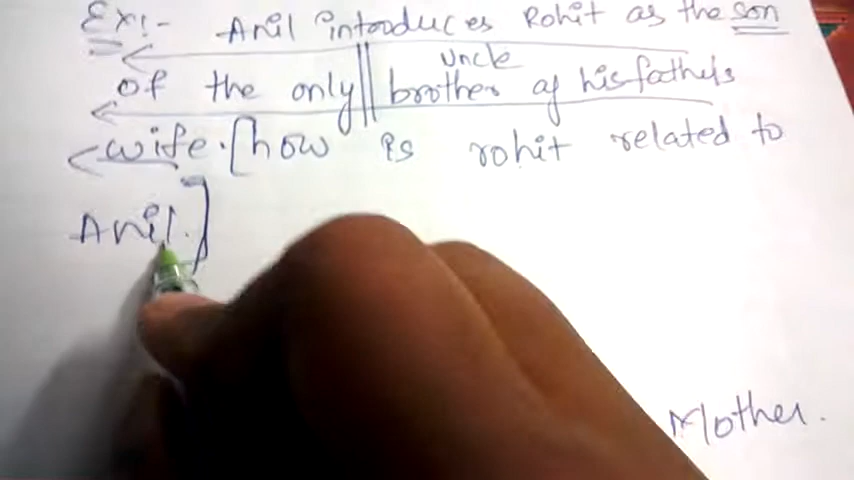 Ex:- Anil introduces Rohit as the son
Uncle
of the only brother of his father's
wife. [how is rohit related to
Anil.]
Mother.